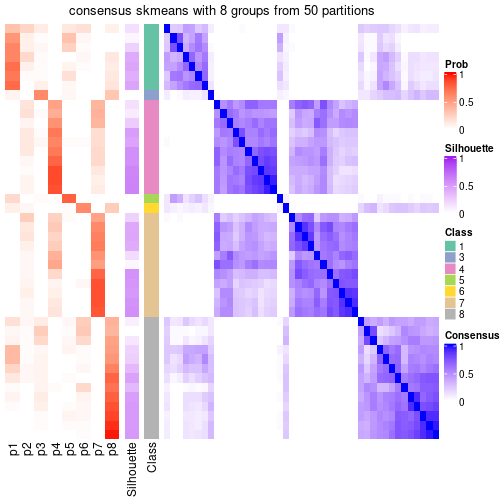 consensus skmeans with 8 groups from 50 partitions
Prob
1
0.5
0
Silhouette
1
0.5
0
Class
1
3
4
5
6
7
8
Consensus
1
0.5
0
p1
p2
p3
p4
p5
p6
p7
p8
Silhouette
Class